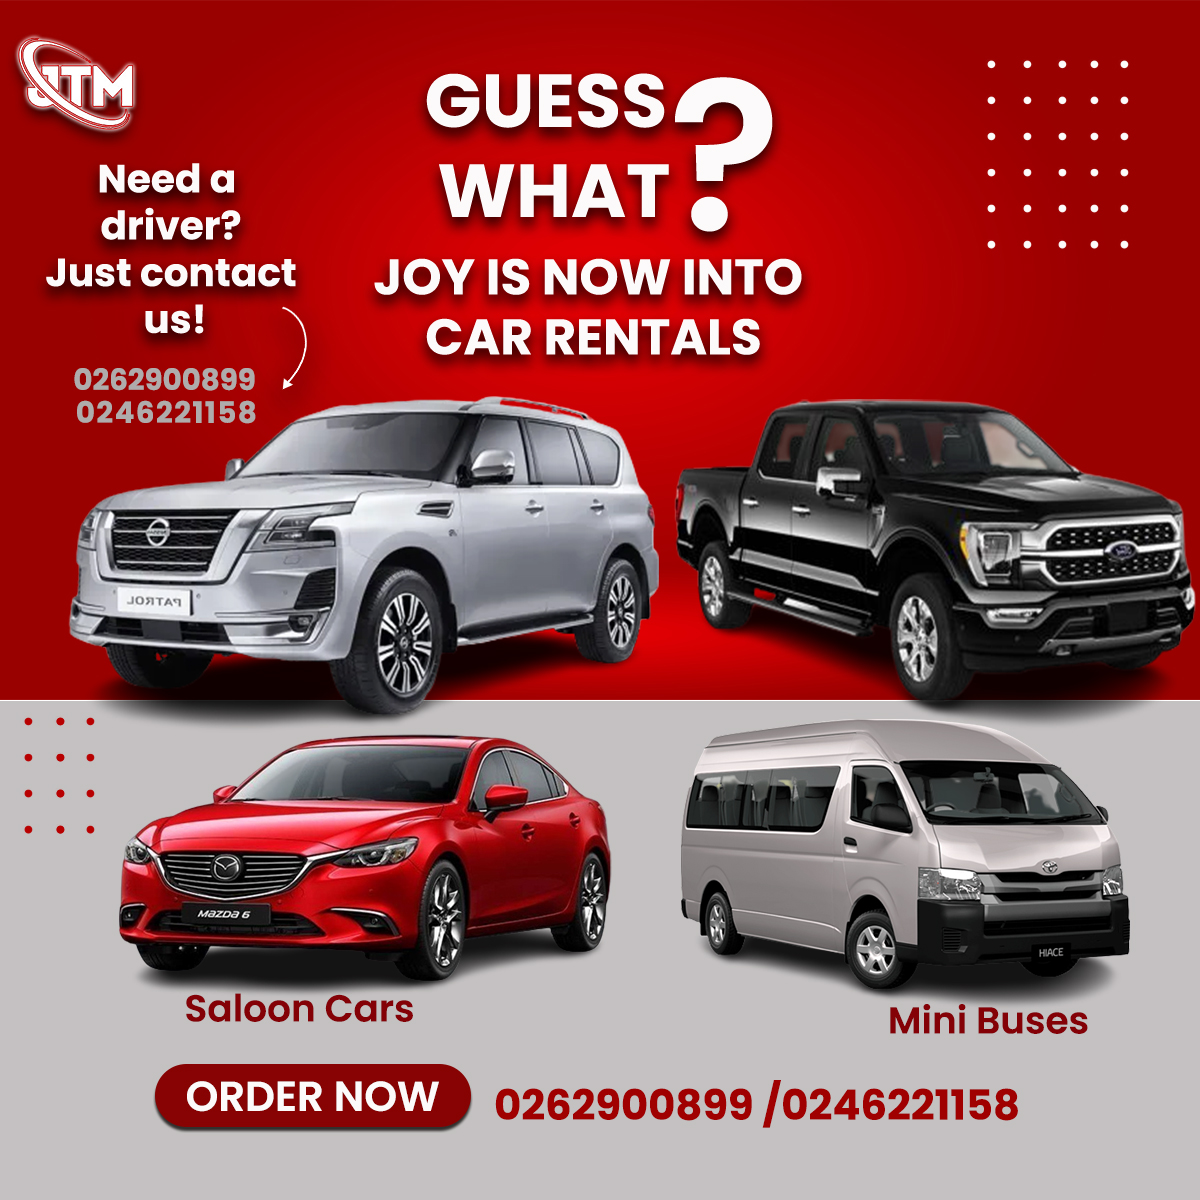 JTM
GUESS
WHAT?
JOY IS NOW INTO
CAR RENTALS
Need a
driver?
Just contact
us!
0262900899
0246221158
PATROL
mazda 6
HIACE
Saloon Cars
Mini Buses
ORDER NOW
0262900899 /0246221158